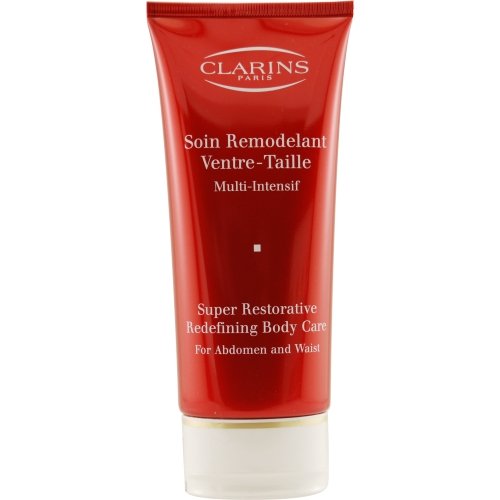 CLARINS
PARIS
Soin Remodelant
Ventre-Taille
Multi-Intensif
Super Restorative
Redefining Body Care
For Abdomen and Waist